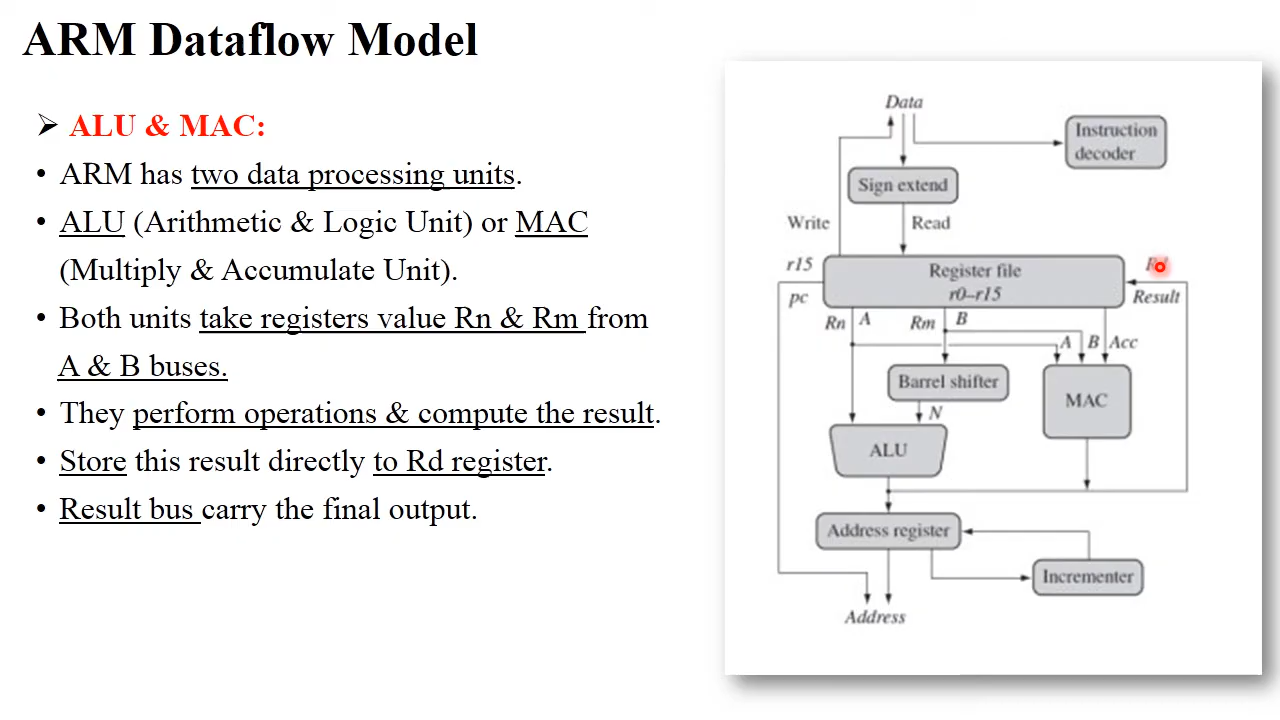 ARM Dataflow Model
➢ ALU & MAC:
• ARM has two data processing units.
• ALU (Arithmetic & Logic Unit) or MAC
(Multiply & Accumulate Unit).
• Both units take registers value Rn & Rm from
A & B buses.
• They perform operations & compute the result.
• Store this result directly to Rd register.
• Result bus carry the final output.
Data
Instruction
decoder
Sign extend
Write
Read
r15
Register file
pc
r0–r15
Result
Rn
A
Rm
B
A
B
Acc
Barrel shifter
MAC
N
ALU
Address register
Incrementer
Address